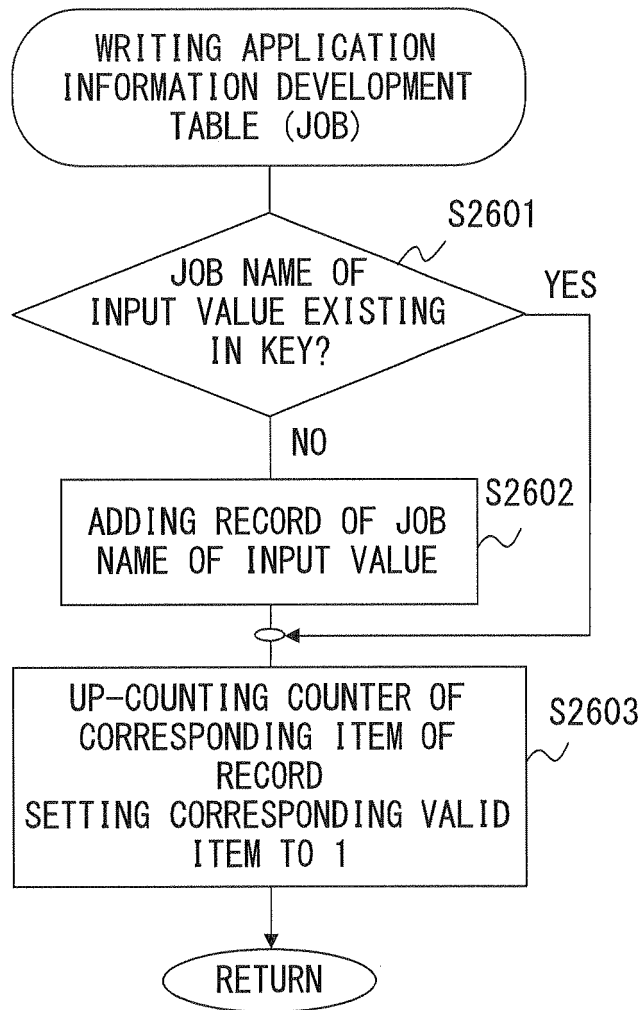 WRITING APPLICATION
INFORMATION DEVELOPMENT
TABLE (JOB)
S2601
JOB NAME OF
INPUT VALUE EXISTING
IN KEY?
YES
NO
S2602
ADDING RECORD OF JOB
NAME OF INPUT VALUE
UP-COUNTING COUNTER OF
CORRESPONDING ITEM OF
RECORD
SETTING CORRESPONDING VALID
ITEM TO 1
S2603
RETURN